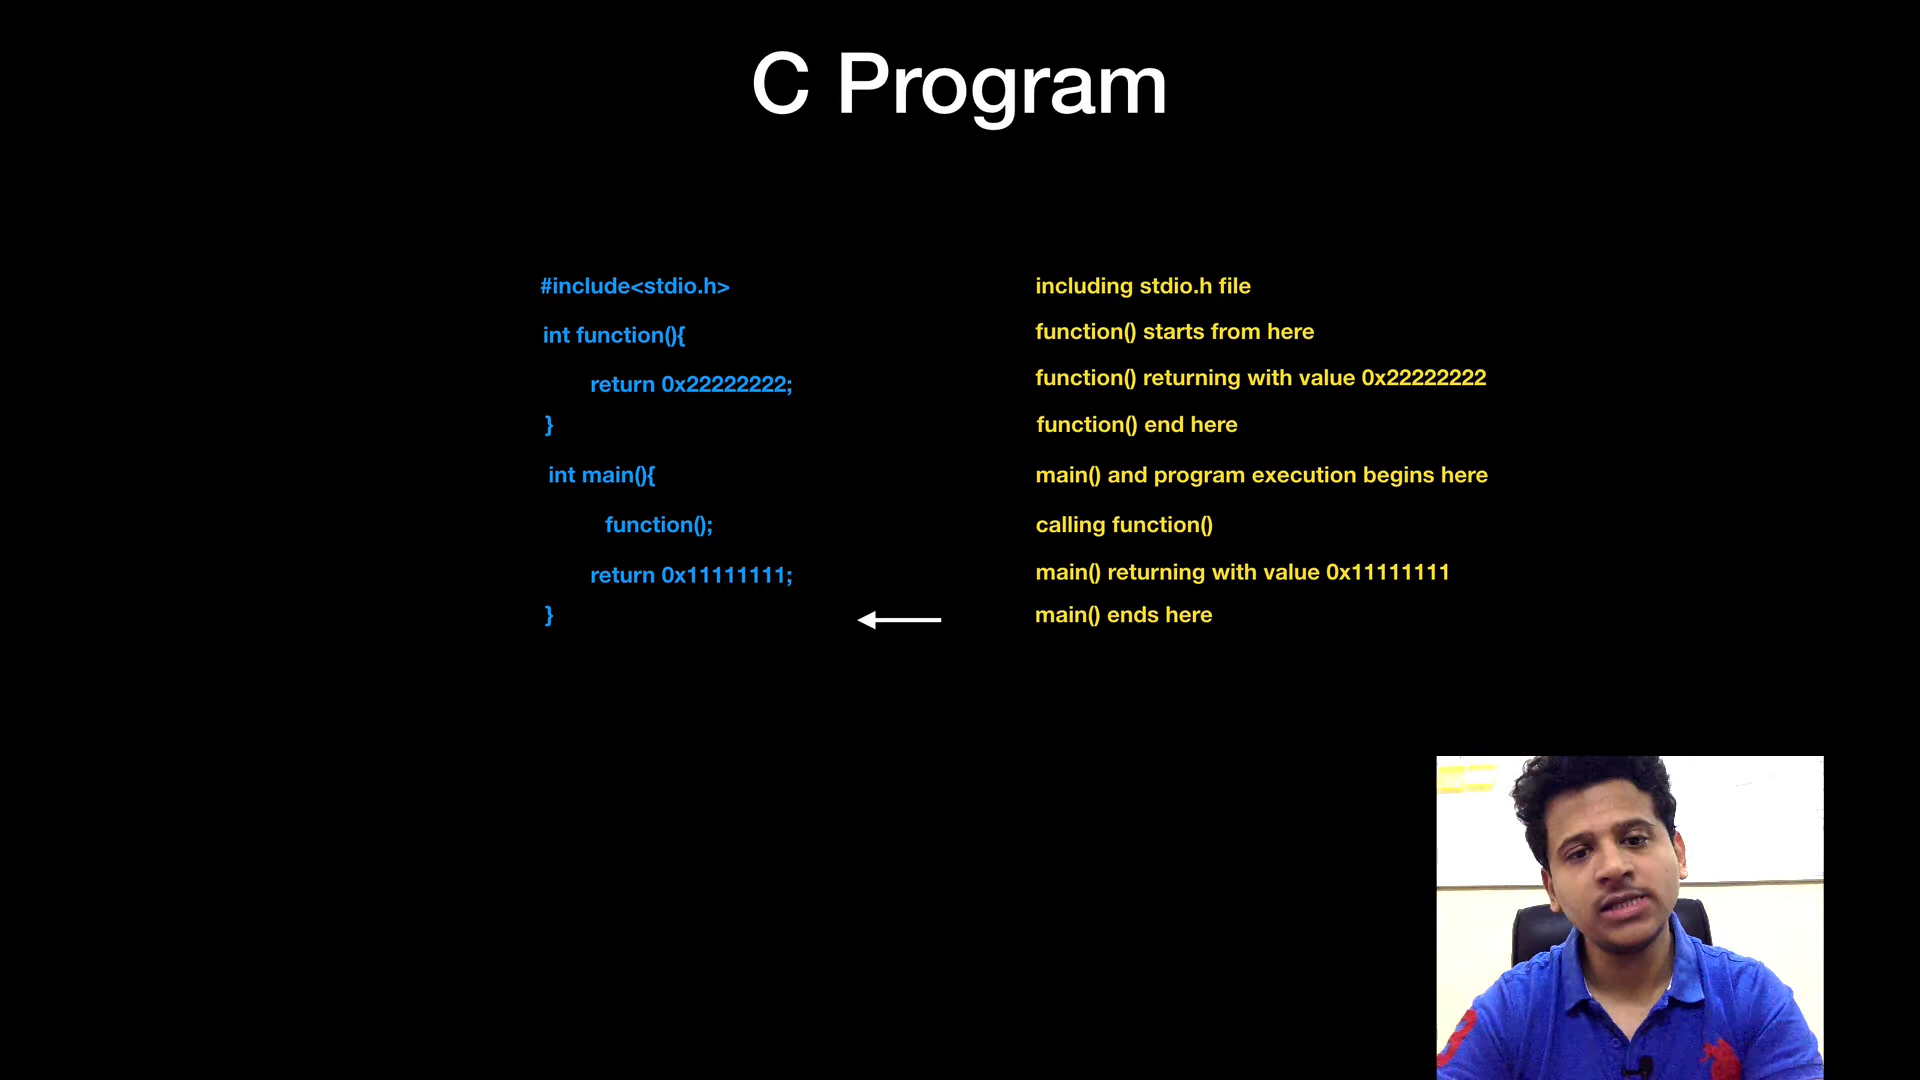 C Program
#include<stdio.h> including stdio.h file
int function(){ function() starts from here
return 0x22222222; function() returning with value 0x22222222
} function() end here
int main(){ main() and program execution begins here
function(); calling function()
return 0x11111111; main() returning with value 0x11111111
} main() ends here